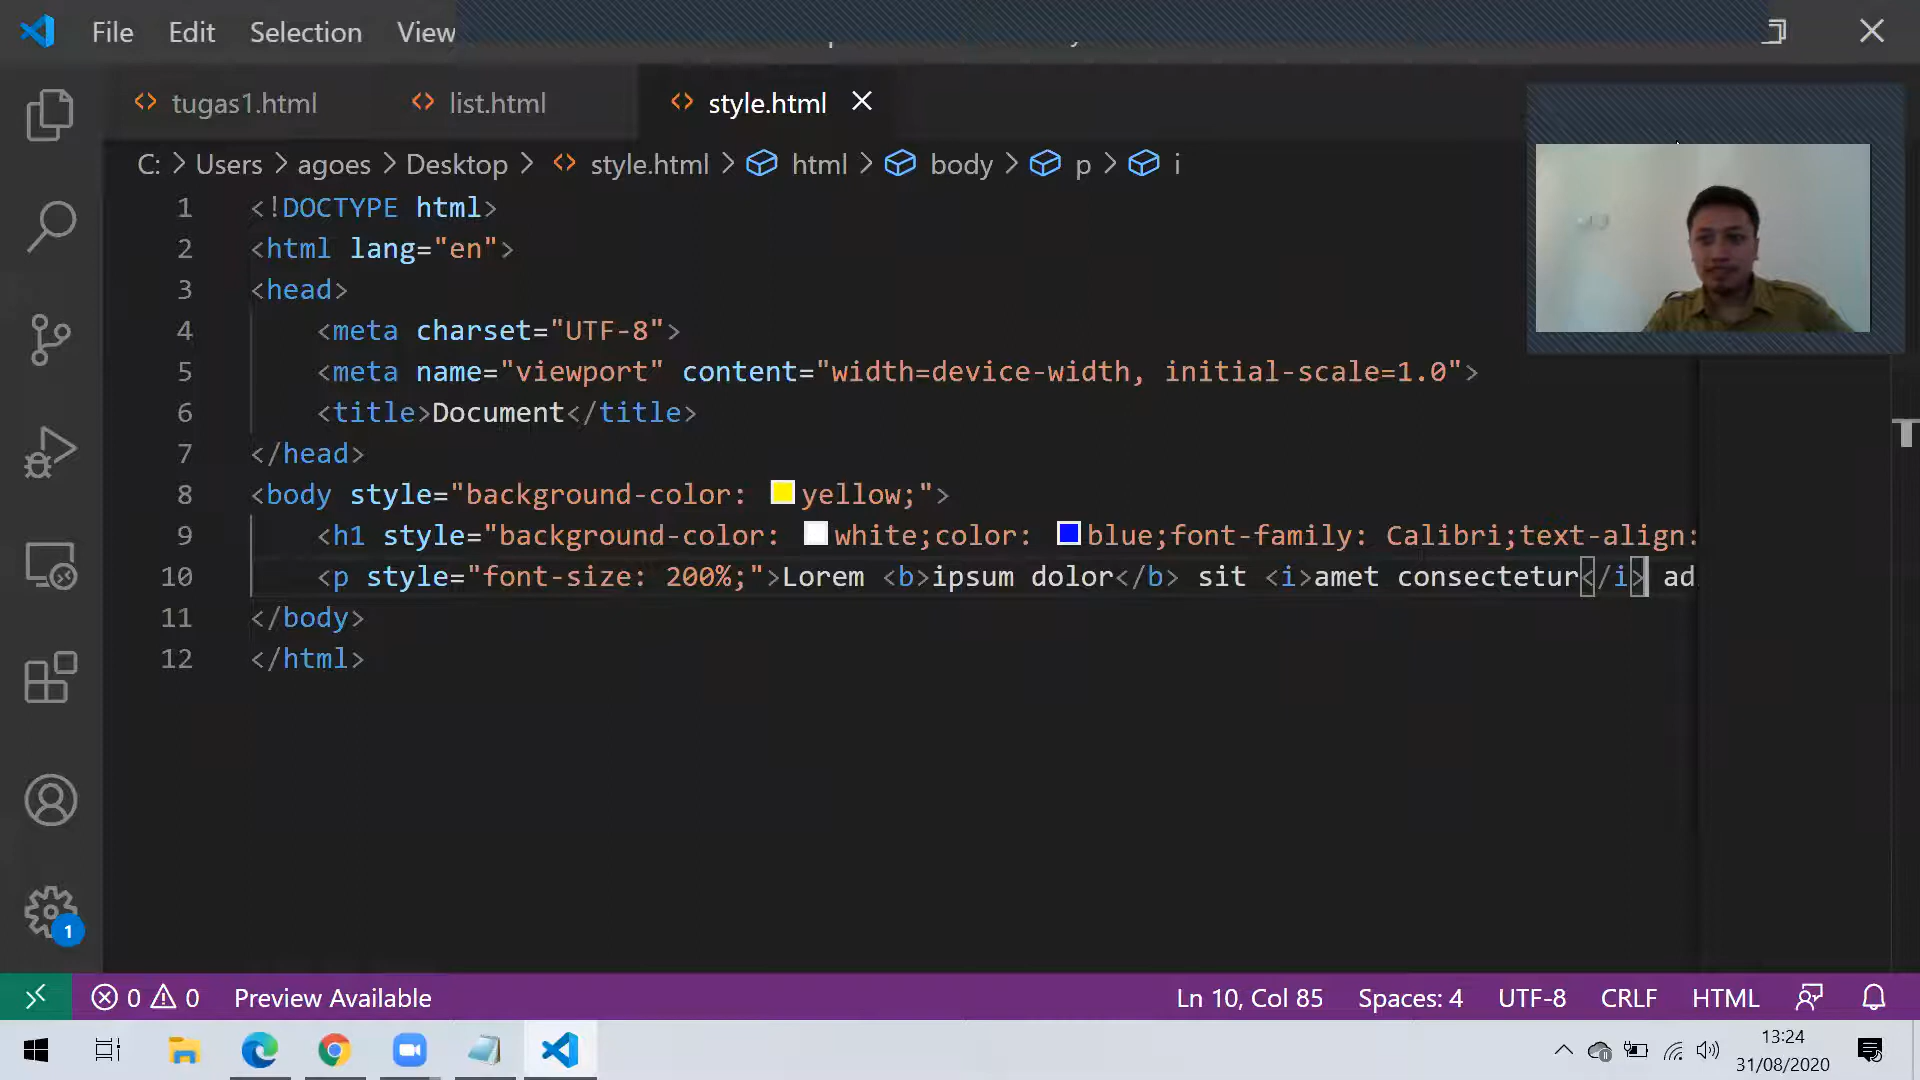 File Edit Selection View
tugas1.html list.html style.html
C: > Users > agoes > Desktop > style.html > html > body > p > i
1 <!DOCTYPE html>
2 <html lang="en">
3 <head>
4 <meta charset="UTF-8">
5 <meta name="viewport" content="width=device-width, initial-scale=1.0">
6 <title>Document</title>
7 </head>
8 <body style="background-color: yellow;">
9 <h1 style="background-color: white;color: blue;font-family: Calibri;text-align:
10 <p style="font-size: 200%;">Lorem <b>ipsum dolor</b> sit <i>amet consectetur</i> ad
11 </body>
12 </html>
1
0 0 Preview Available Ln 10, Col 85 Spaces: 4 UTF-8 CRLF HTML
13:24
31/08/2020